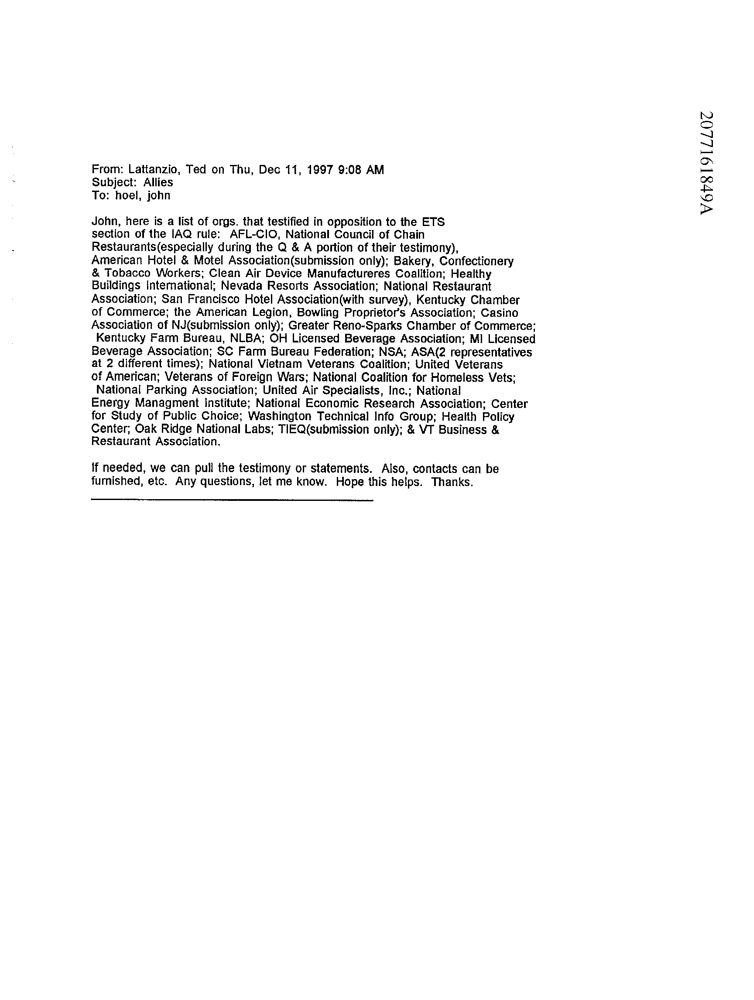 2077161849A
From: Lattanzio, Ted on Thu, Dec 11, 1997 9:08 AM
Subject: Allies
To: hoel, john
John, here is a list of orgs. that testified in opposition to the ETS
section of the IAQ rule: AFL-CIO, National Council of Chain
Restaurants(especially during the Q & A portion of their testimony),
American Hotel & Motel Association(submission only); Bakery, Confectionery
& Tobacco Workers; Clean Air Device Manufactureres Coalition; Healthy
Buildings International; Nevada Resorts Association; National Restaurant
Association; San Francisco Hotel Association(with survey), Kentucky Chamber
of Commerce; the American Legion, Bowling Proprietor's Association; Casino
Association of NJ(submission only); Greater Reno-Sparks Chamber of Commerce;
Kentucky Farm Bureau, NLBA; OH Licensed Beverage Association; MI Licensed
Beverage Association; SC Farm Bureau Federation; NSA; ASA(2 representatives
at 2 different times); National Vietnam Veterans Coalition; United Veterans
of American; Veterans of Foreign Wars; National Coalition for Homeless Vets;
National Parking Association; United Air Specialists, Inc.; National
Energy Managment Institute; National Economic Research Association; Center
for Study of Public Choice; Washington Technical Info Group; Health Policy
Center; Oak Ridge National Labs; TIEQ(submission only); & VT Business &
Restaurant Association.
If needed, we can pull the testimony or statements. Also, contacts can be
furnished, etc. Any questions, let me know. Hope this helps. Thanks.